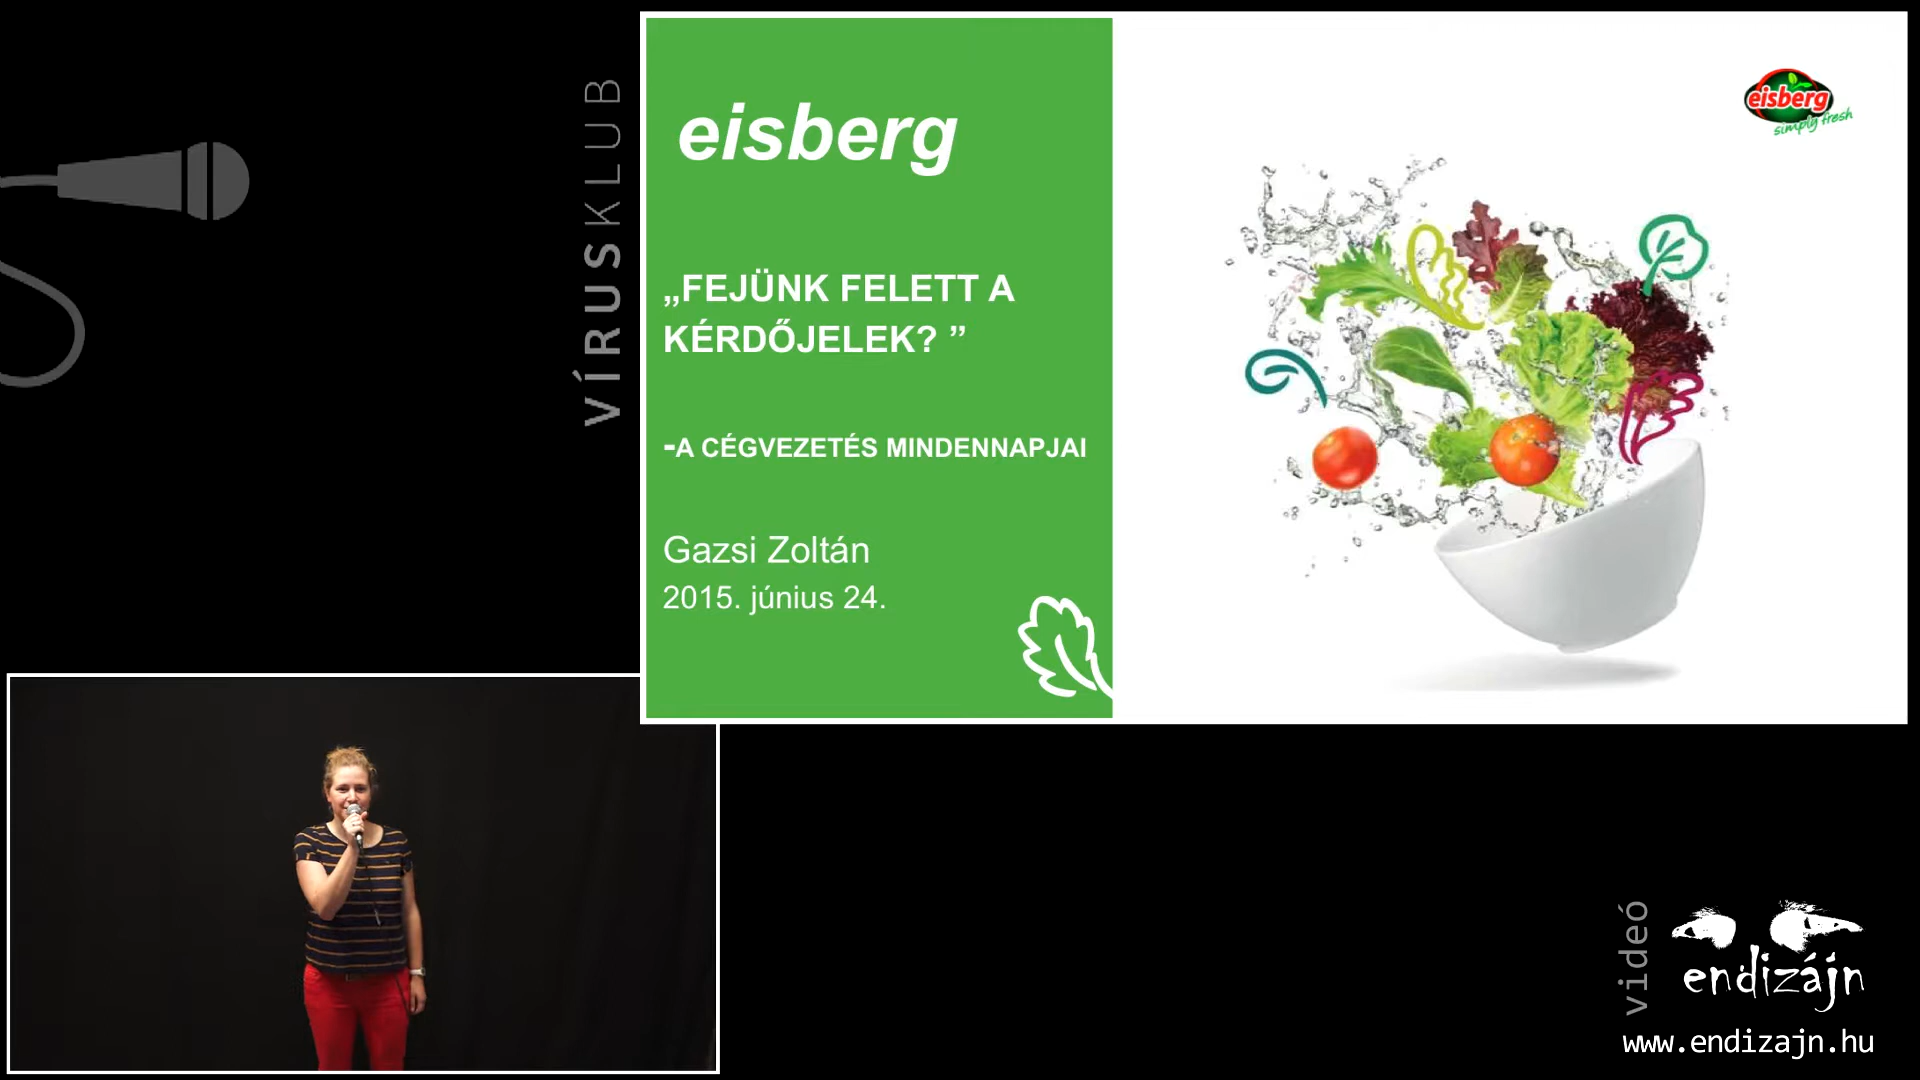 VÍRUSKLUB
eisberg
„FEJÜNK FELETT A
KÉRDŐJELEK? ”
-A CÉGVEZETÉS MINDENNAPJAI
Gazsi Zoltán
2015. június 24.
eisberg
simply fresh
videó
endizájn
www.endizajn.hu